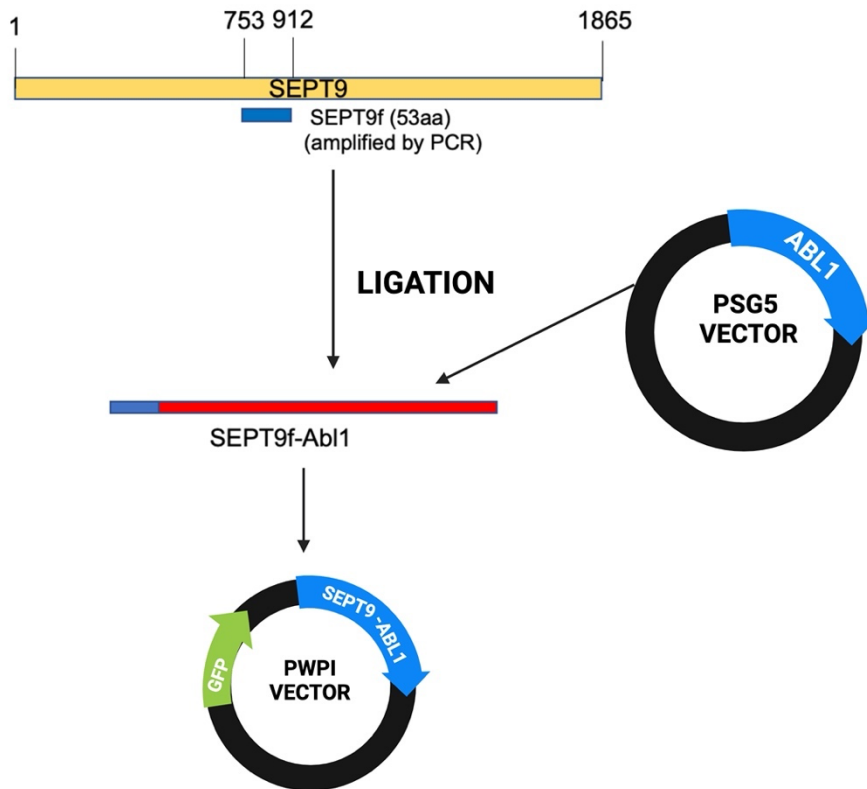 1
753 912
1865
SEPT9
SEPT9f (53aa)
(amplified by PCR)
LIGATION
ABL1
PSG5
VECTOR
SEPT9f-Abl1
SEPT9-ABL1
GFP
PWPI
VECTOR